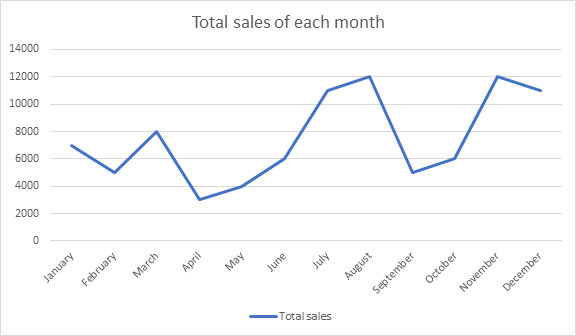 Total sales of each month
14000
12000
10000
8000
6000
4000
2000
0
January
February
March
April
May
June
July
August
September
October
November
December
Total sales